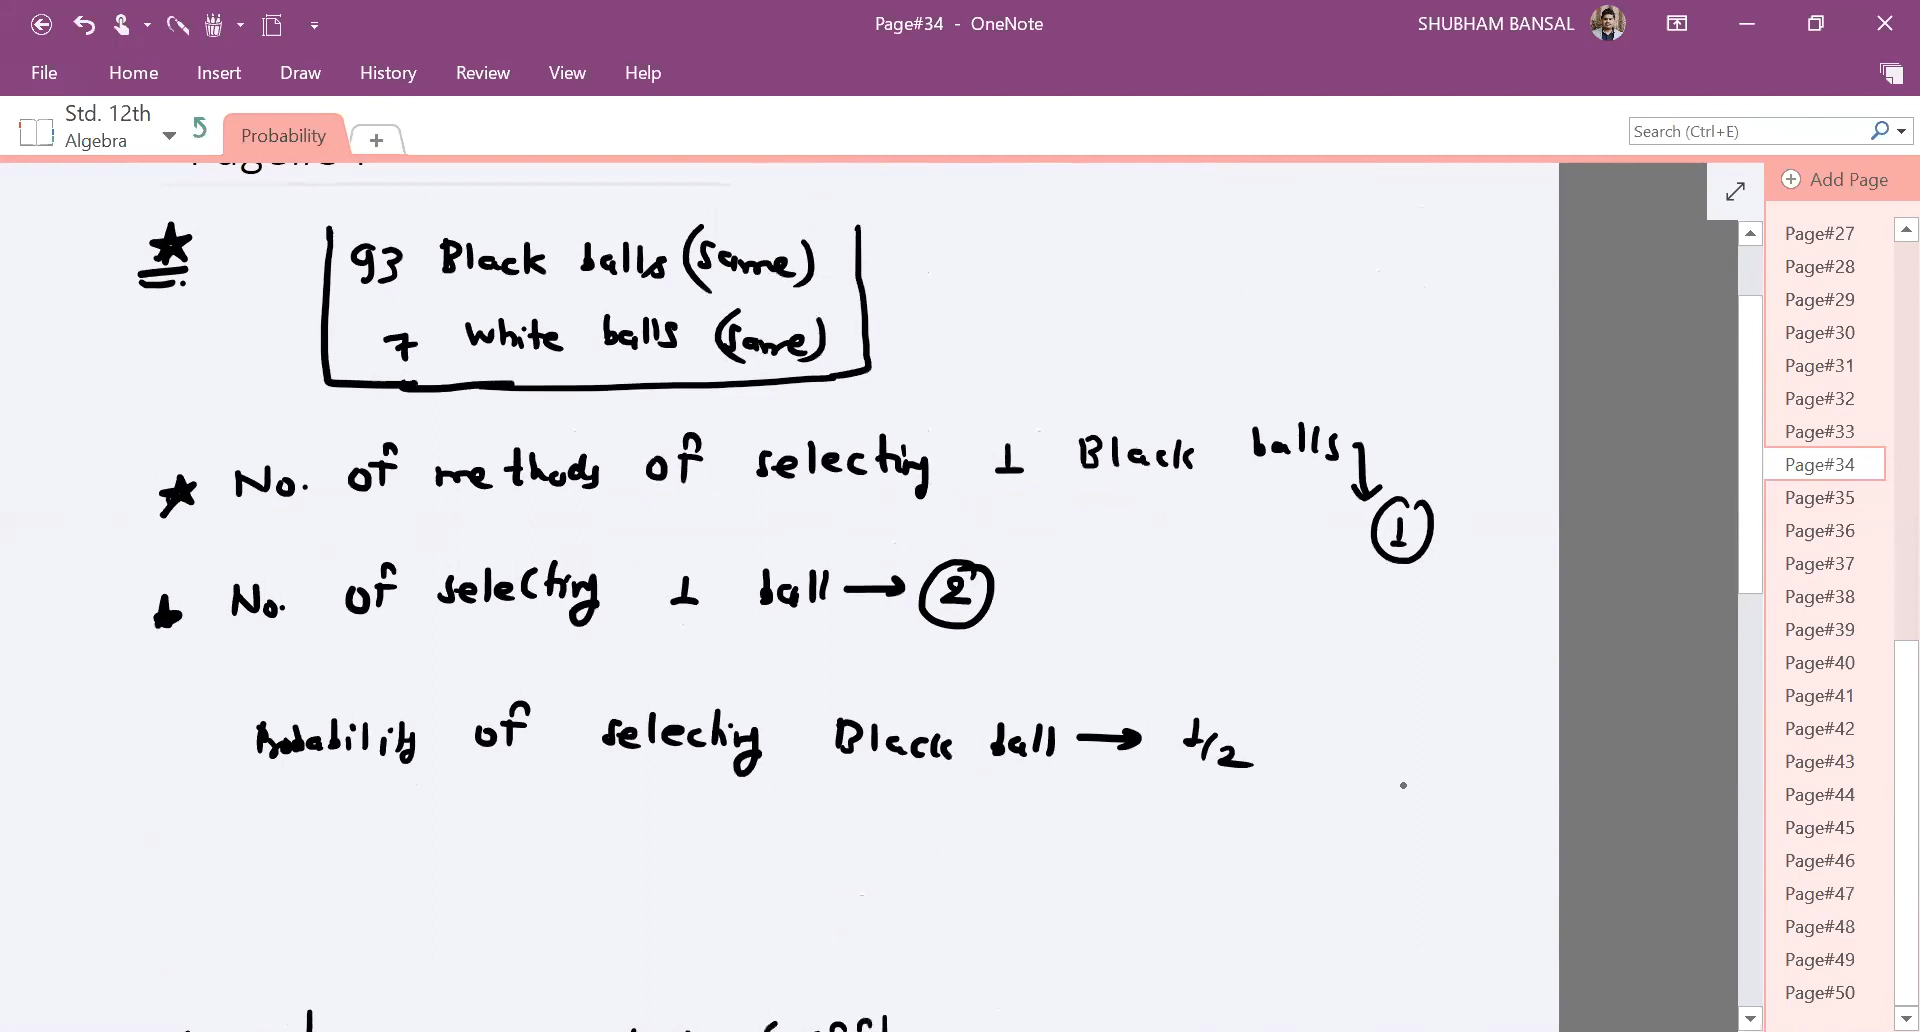 Page#34 - OneNote
SHUBHAM BANSAL
File Home Insert Draw History Review View Help
Std. 12th
Algebra
Probability
+
Search (Ctrl+E)
Add Page
93 Black balls (same)
7 white balls (same)
No. of methods of selecting 1 Black balls
1
No. of selecting 1 ball → 2
Probability of selecting Black ball → 1/2
Page#27
Page#28
Page#29
Page#30
Page#31
Page#32
Page#33
Page#34
Page#35
Page#36
Page#37
Page#38
Page#39
Page#40
Page#41
Page#42
Page#43
Page#44
Page#45
Page#46
Page#47
Page#48
Page#49
Page#50